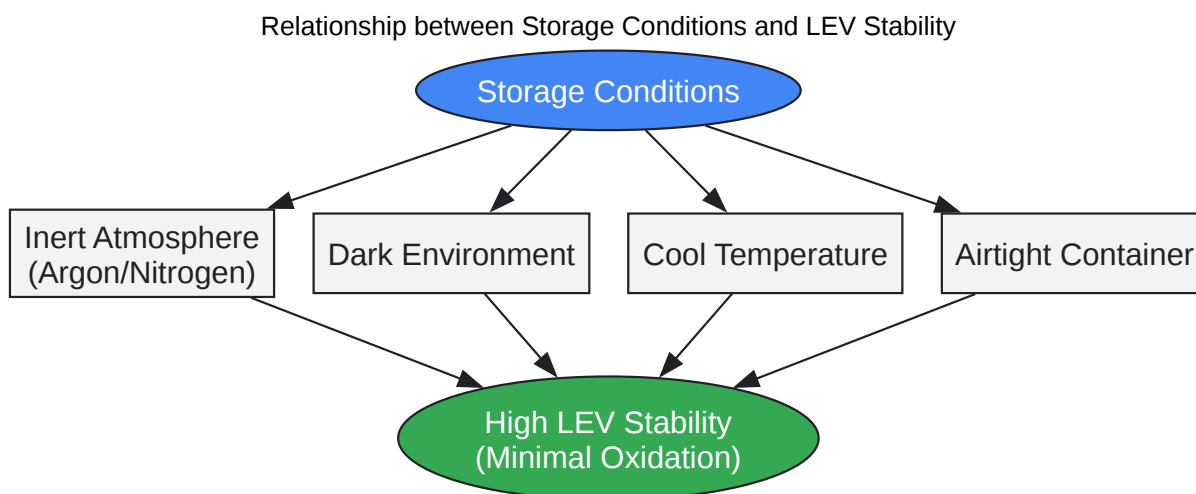 Relationship between Storage Conditions and LEV Stability
Storage Conditions
Inert Atmosphere
(Argon/Nitrogen)
Dark Environment
Cool Temperature
Airtight Container
High LEV Stability
(Minimal Oxidation)